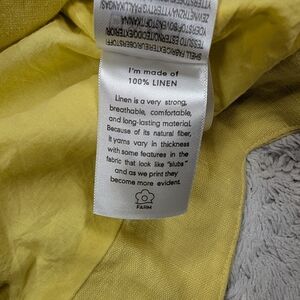 I'm made of
100% LINEN
Linen is a very strong,
breathable, comfortable,
and long-lasting material.
Because of its natural fiber,
it yarns vary in thickness
with some features in the
fabric that look like "slubs"
and as we print they
become more evident.
FARM